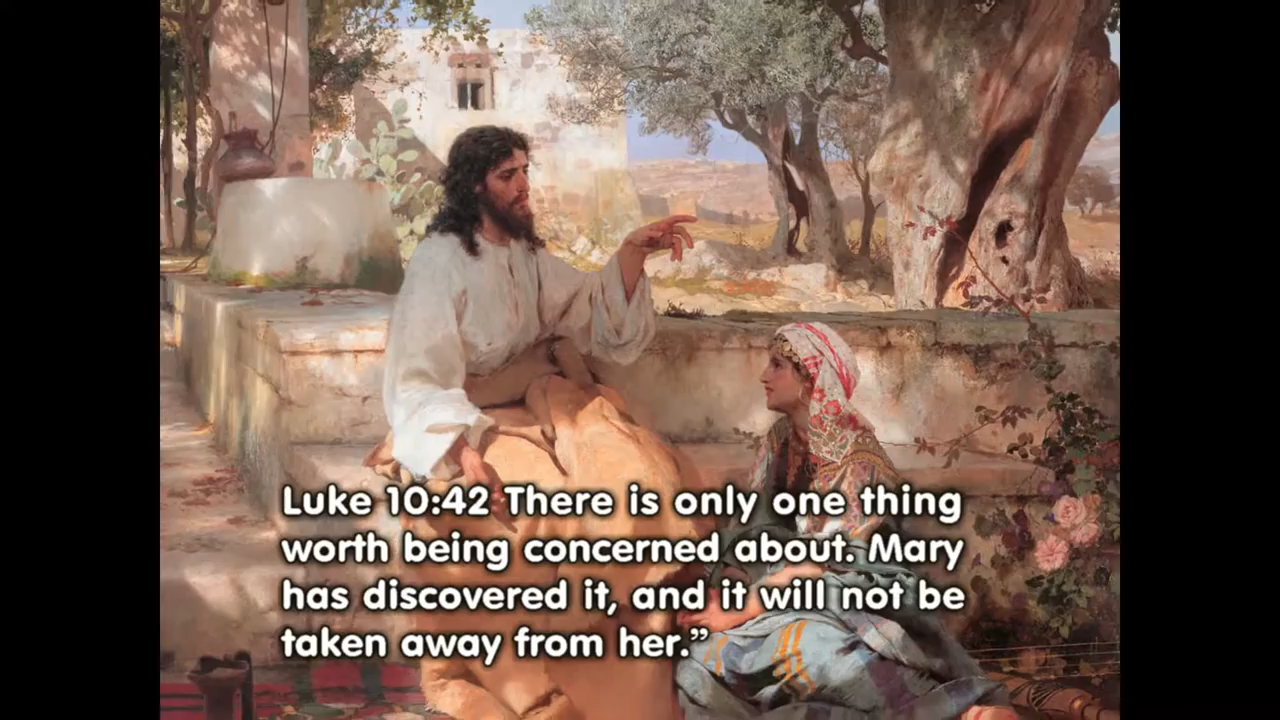 Luke 10:42 There is only one thing
worth being concerned about. Mary
has discovered it, and it will not be
taken away from her.”